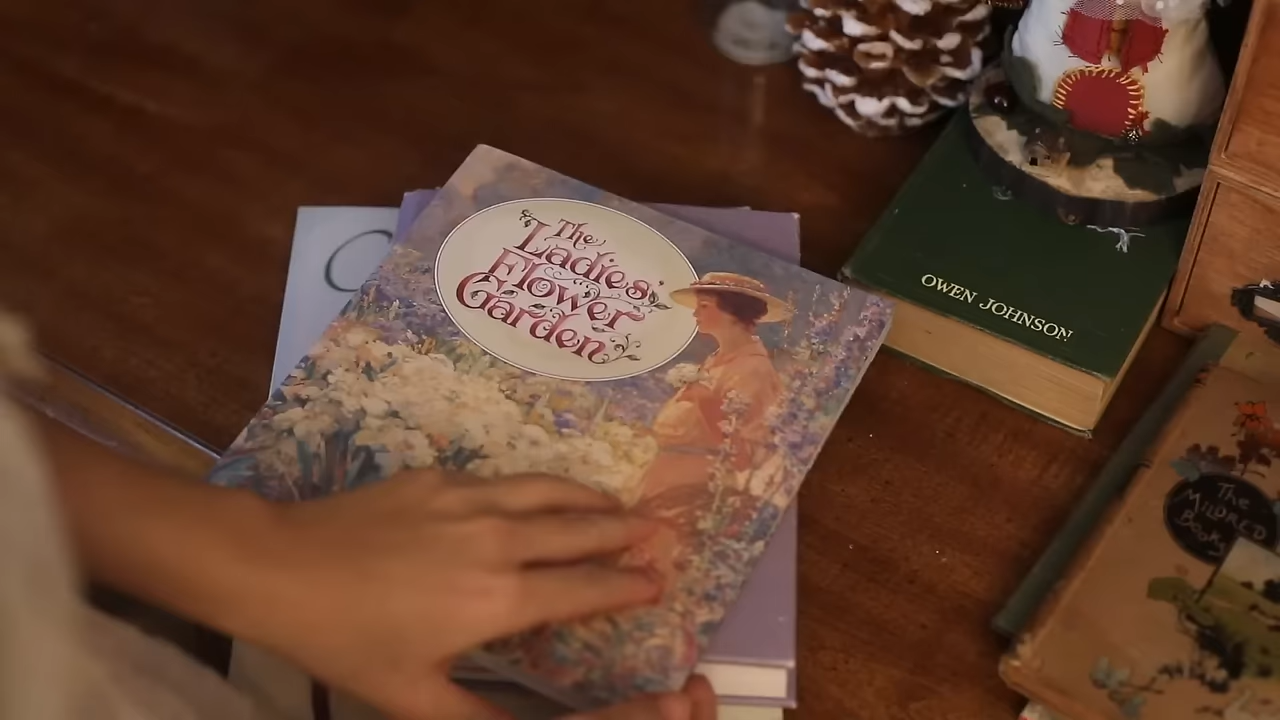 The
Ladies'
Flower
Garden
OWEN JOHNSON
The
MILDRED
Books